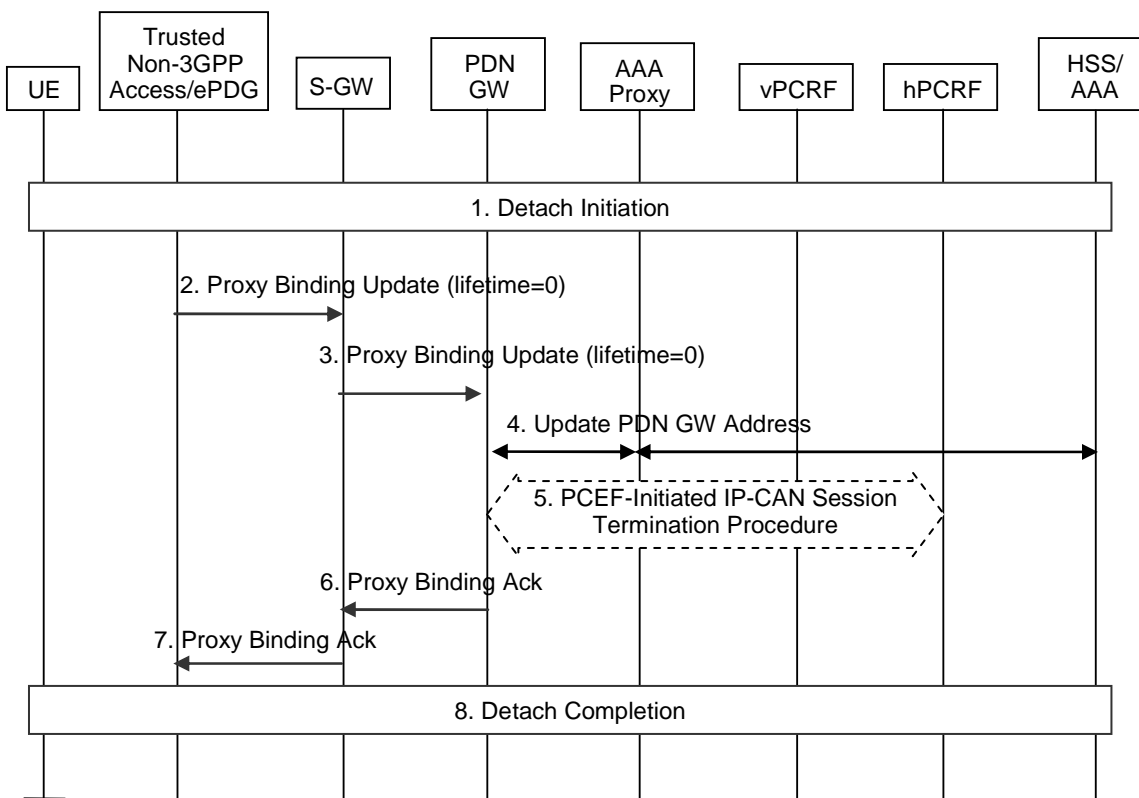 UE
Trusted
Non-3GPP
Access/ePDG
S-GW
PDN
GW
AAA
Proxy
vPCRF
hPCRF
HSS/
AAA
1. Detach Initiation
2. Proxy Binding Update (lifetime=0)
3. Proxy Binding Update (lifetime=0)
4. Update PDN GW Address
5. PCEF-Initiated IP-CAN Session
Termination Procedure
6. Proxy Binding Ack
7. Proxy Binding Ack
8. Detach Completion